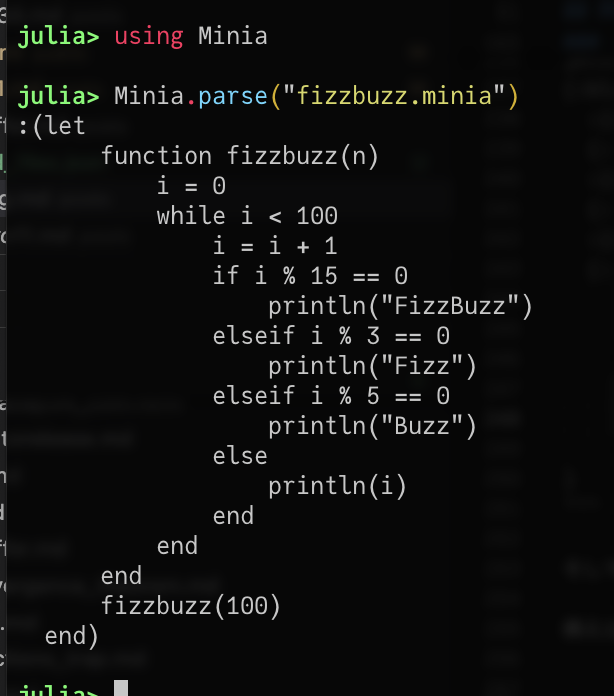 julia> using Minia
julia> Minia.parse("fizzbuzz.minia")
:(let
function fizzbuzz(n)
i = 0
while i < 100
i = i + 1
if i % 15 == 0
println("FizzBuzz")
elseif i % 3 == 0
println("Fizz")
elseif i % 5 == 0
println("Buzz")
else
println(i)
end
end
end
fizzbuzz(100)
end)
julia>